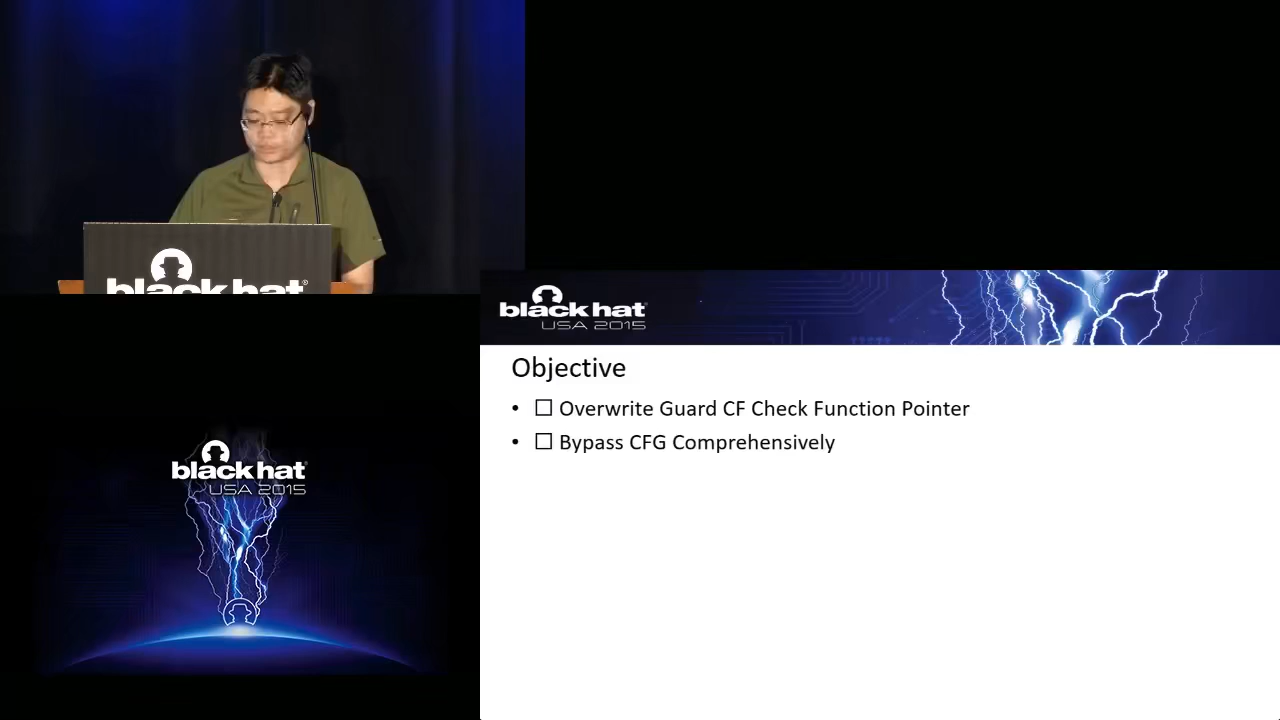 black hat®
black hat
USA 2015
Objective
• ☐ Overwrite Guard CF Check Function Pointer
• ☐ Bypass CFG Comprehensively
black hat
USA 2015